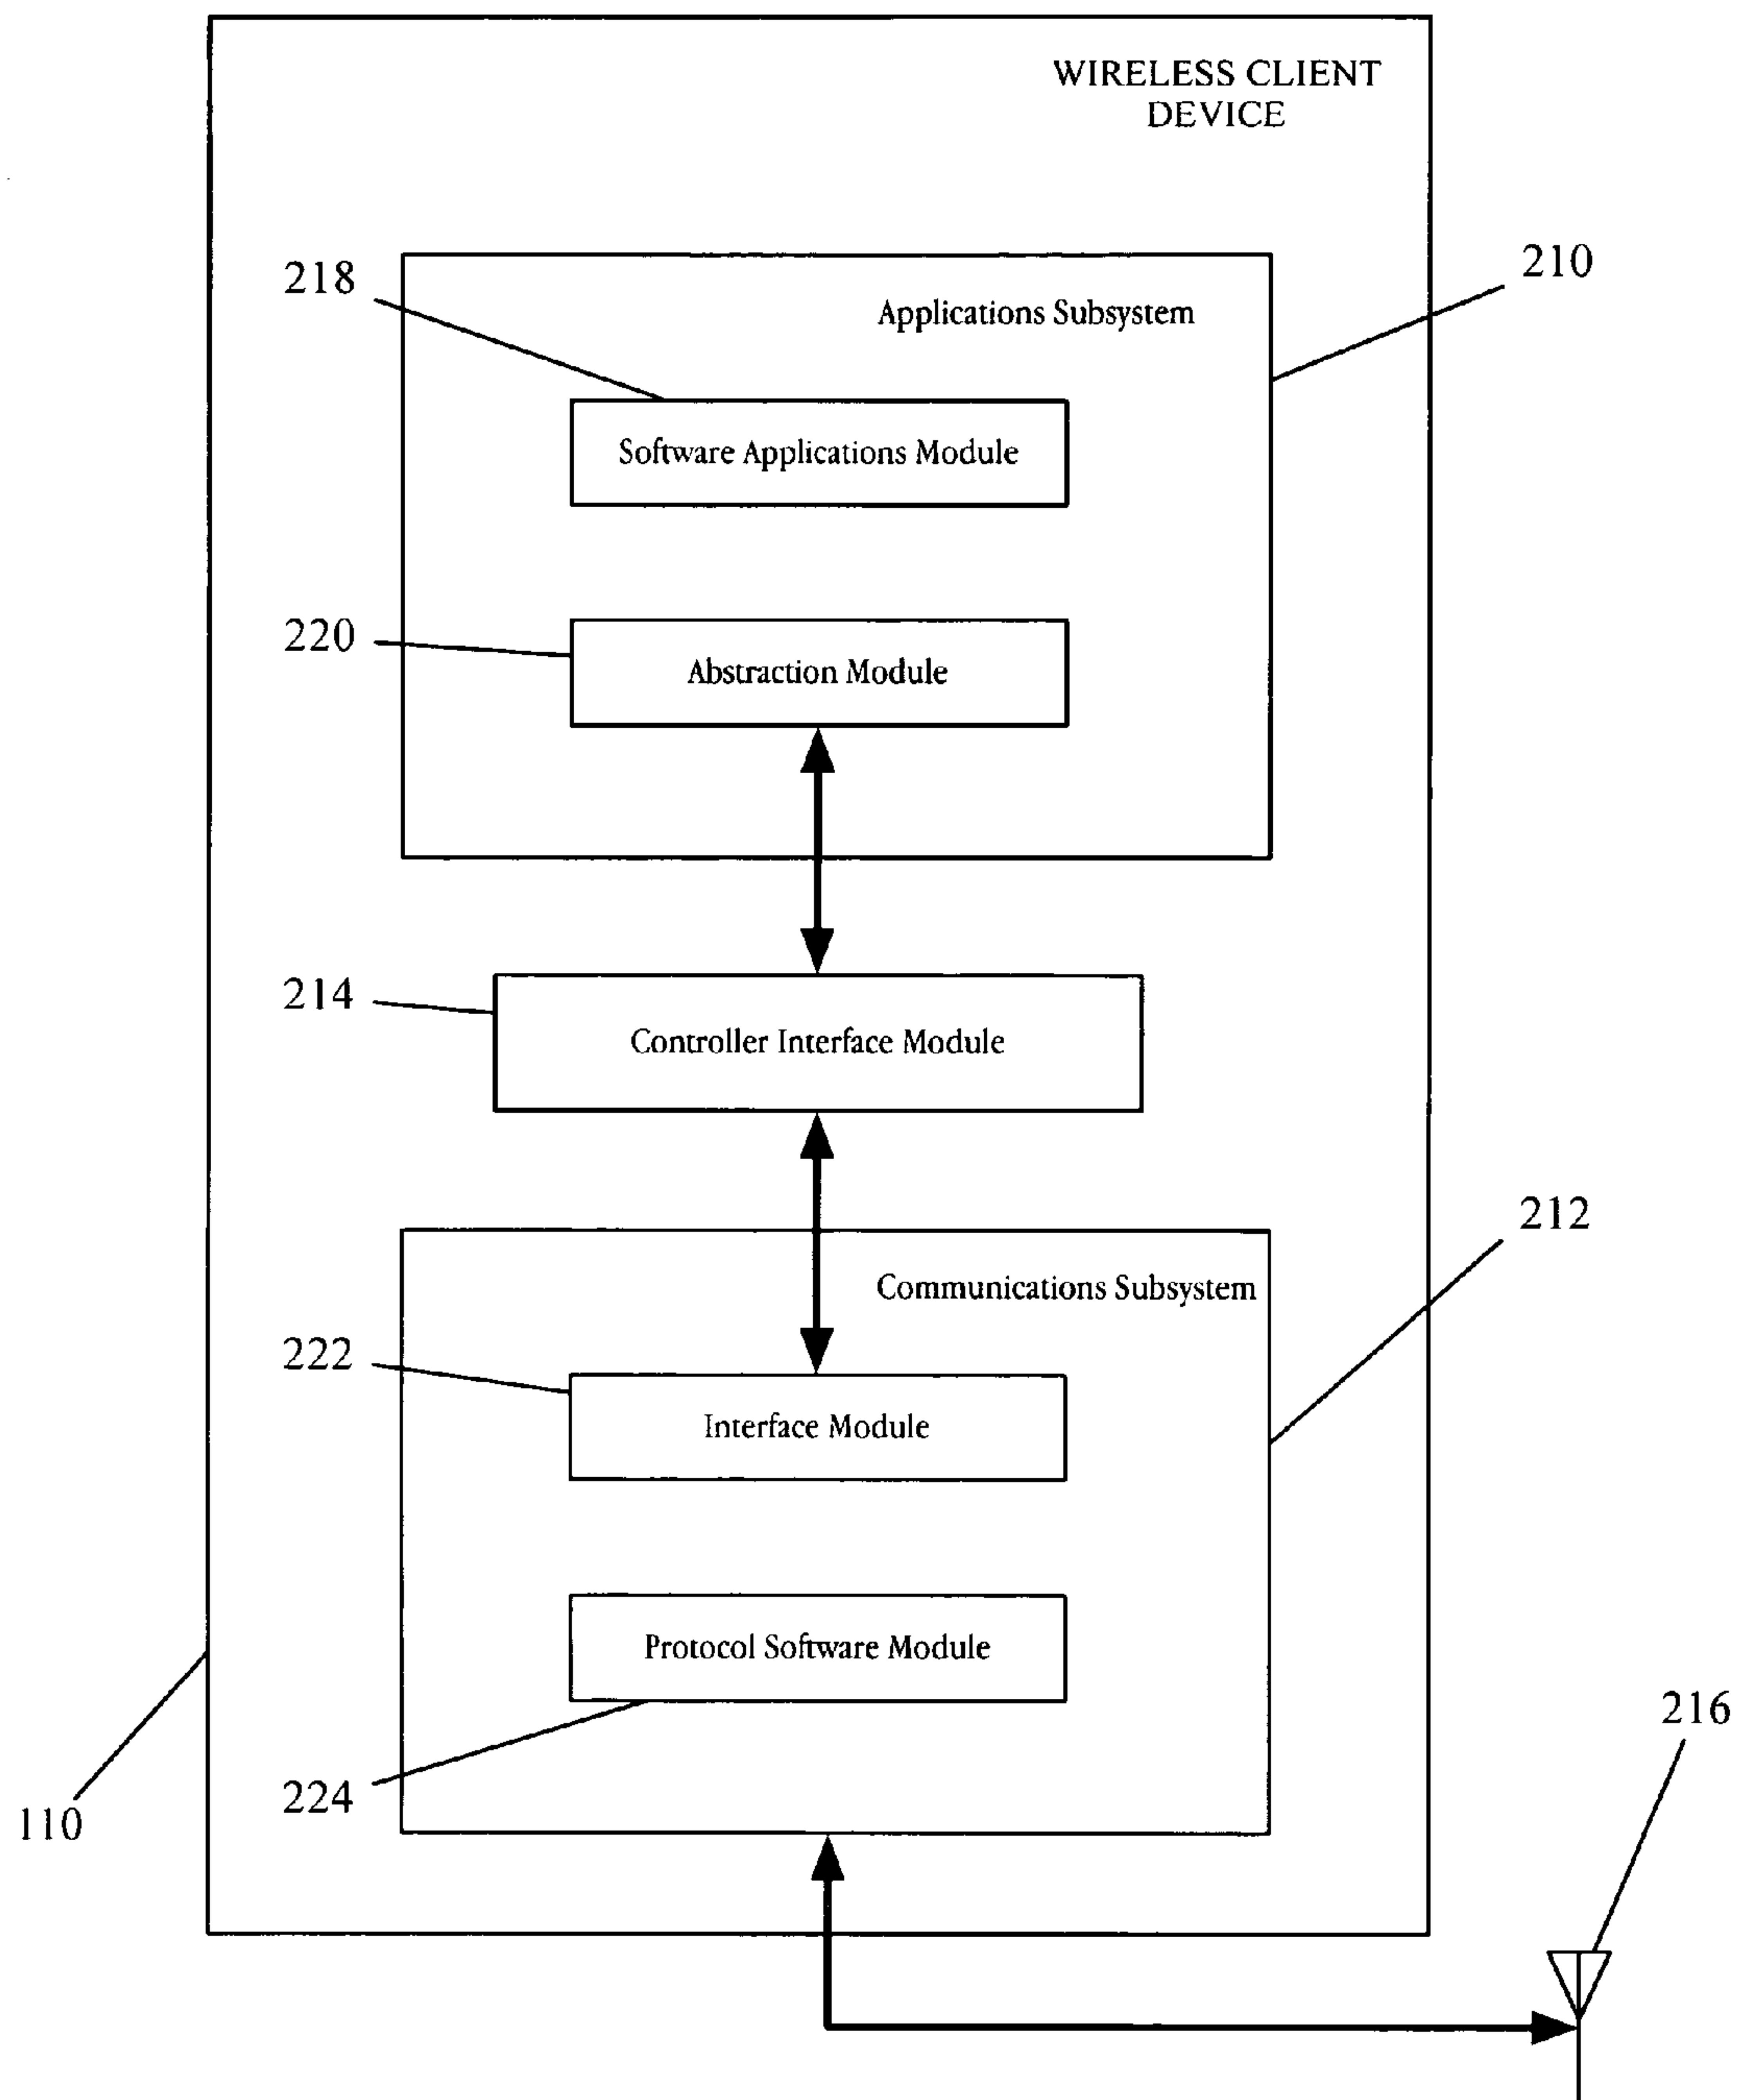 WIRELESS CLIENT
DEVICE
218
210
Applications Subsystem
Software Applications Module
220
Abstraction Module
214
Controller Interface Module
212
Communications Subsystem
222
Interface Module
Protocol Software Module
216
224
110